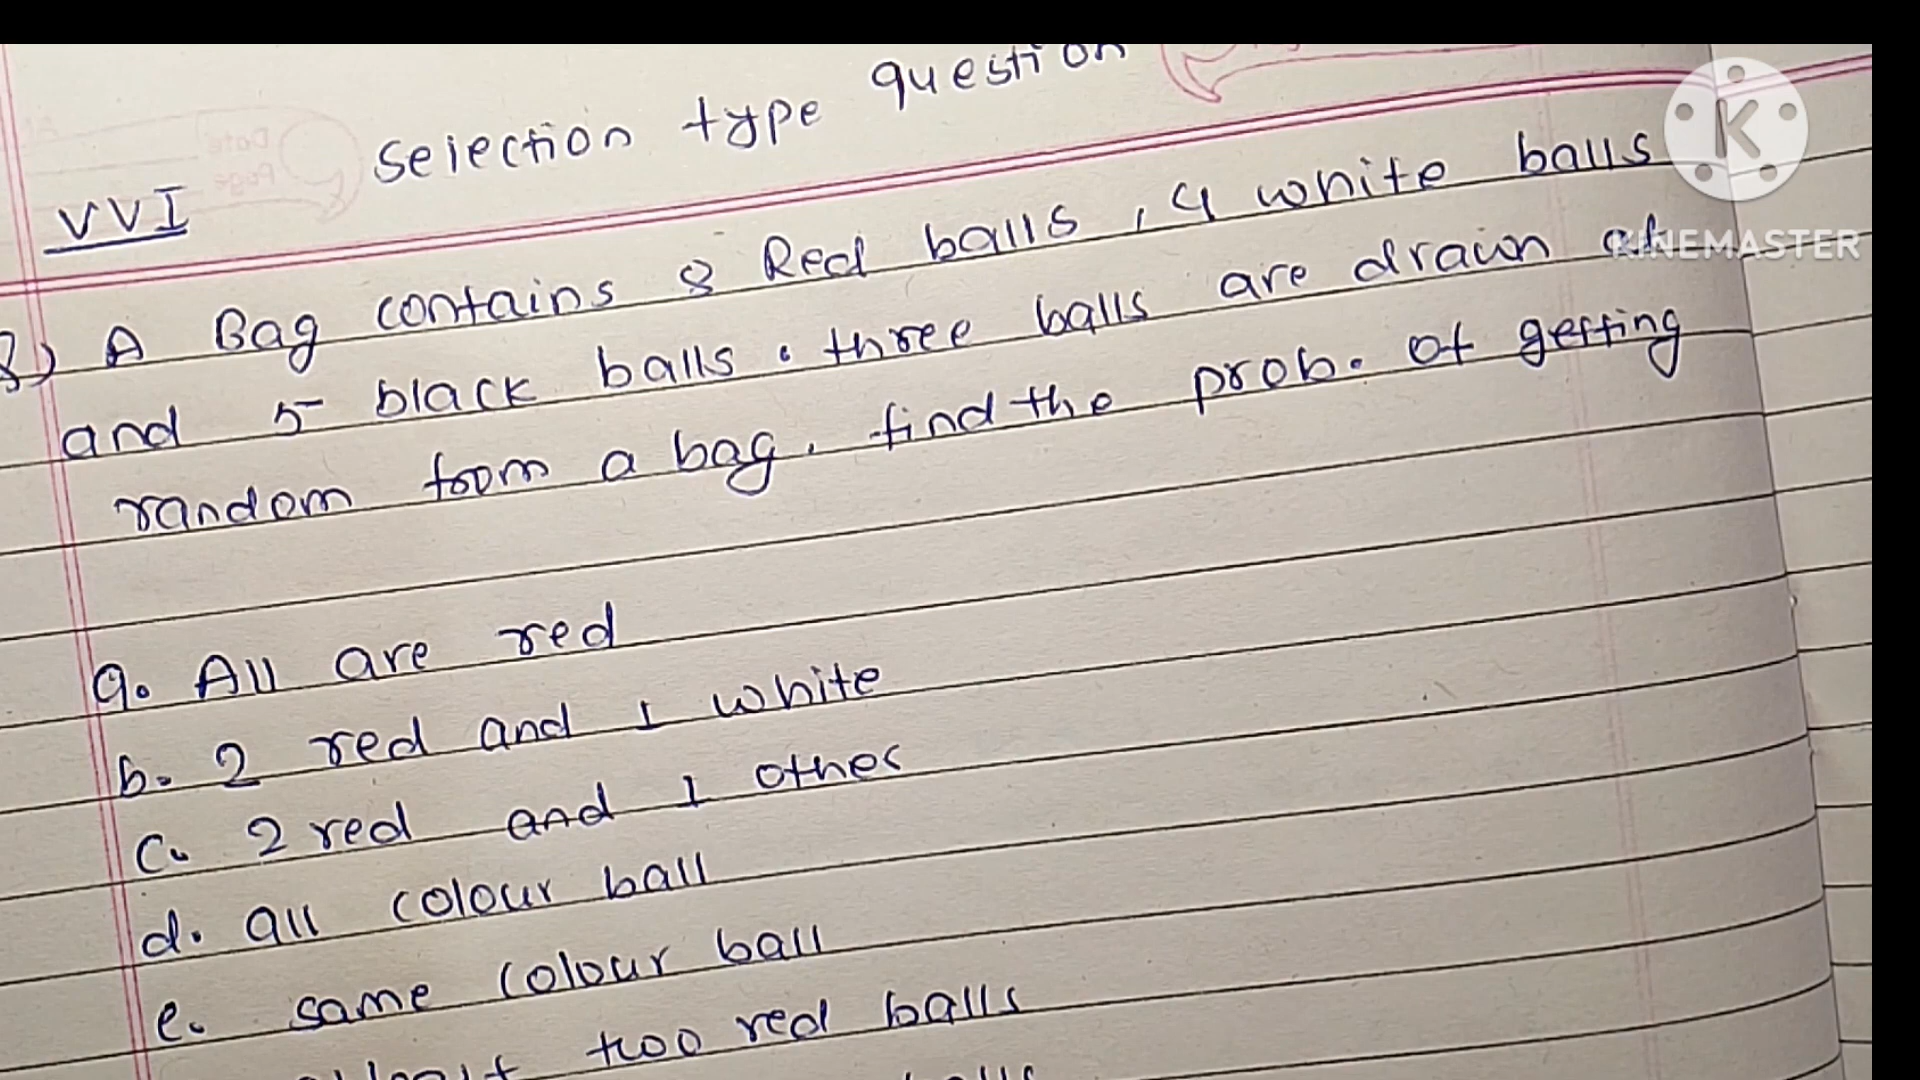 selection type question
VVI
A Bag contains 8 Red balls, 4 white balls
and 5 black balls. three balls are drawn at
random from a bag. find the prob. of getting
a. All are red
b. 2 red and 1 white
c. 2 red and 1 other
d. all colour ball
e. same colour ball
two red balls
balls
KINEMASTER